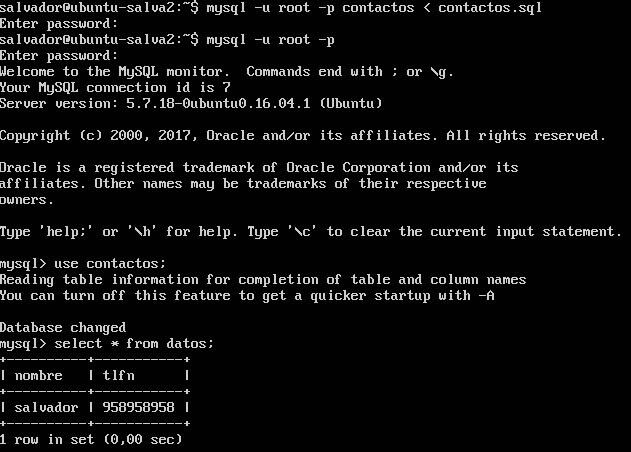 salvador@ubuntu-salva2:~$ mysql -u root -p contactos < contactos.sql
Enter password:
salvador@ubuntu-salva2:~$ mysql -u root -p
Enter password:
Welcome to the MySQL monitor.  Commands end with ; or \g.
Your MySQL connection id is 7
Server version: 5.7.18-0ubuntu0.16.04.1 (Ubuntu)

Copyright (c) 2000, 2017, Oracle and/or its affiliates. All rights reserved.

Oracle is a registered trademark of Oracle Corporation and/or its
affiliates. Other names may be trademarks of their respective
owners.

Type 'help;' or '\h' for help. Type '\c' to clear the current input statement.

mysql> use contactos;
Reading table information for completion of table and column names
You can turn off this feature to get a quicker startup with -A

Database changed
mysql> select * from datos;
+----------+-----------+
| nombre   | tlfn      |
+----------+-----------+
| salvador | 958958958 |
+----------+-----------+
1 row in set (0,00 sec)